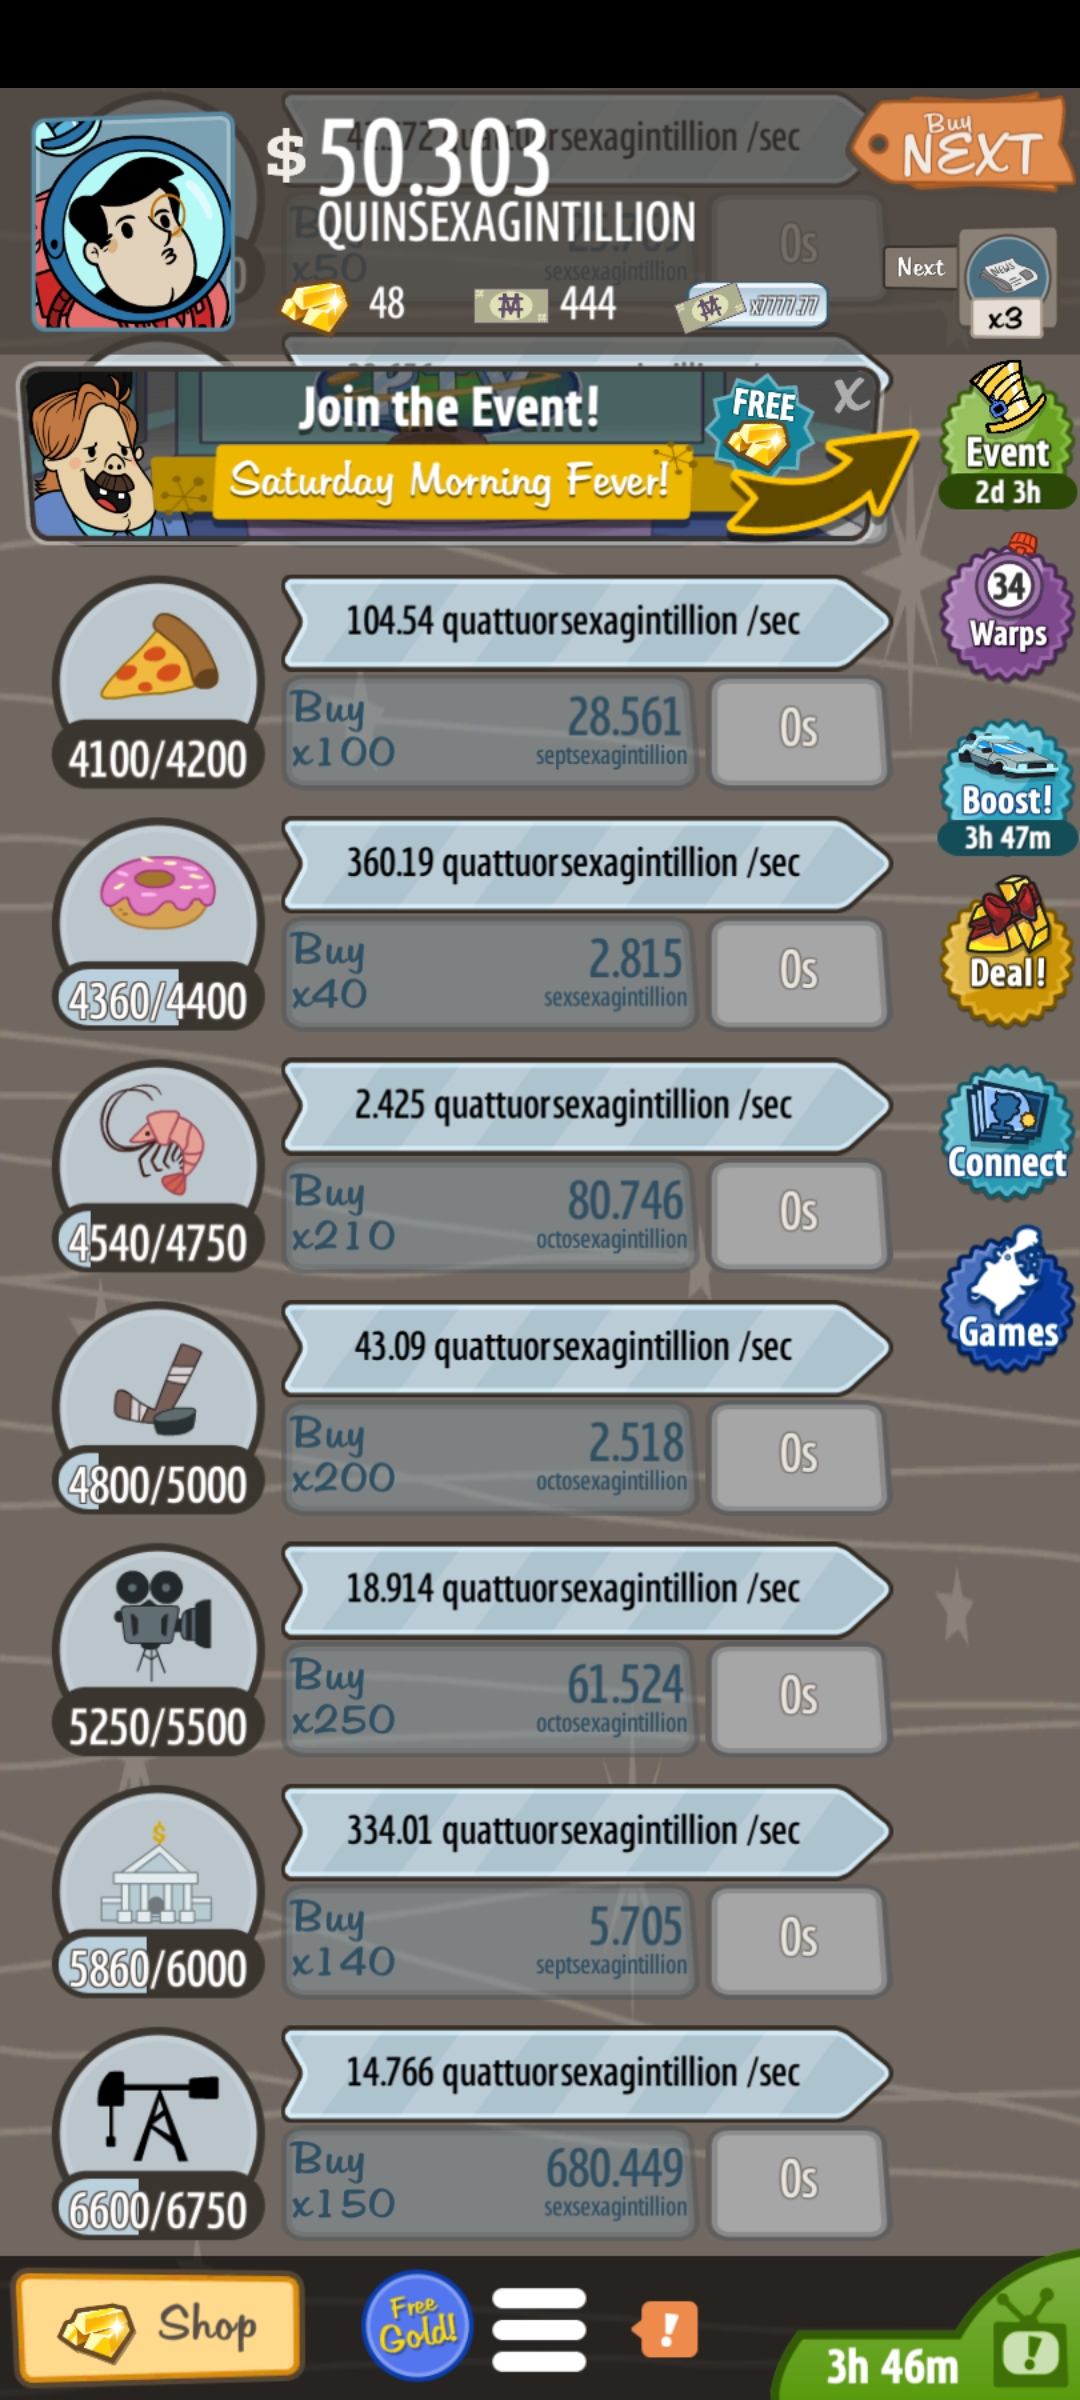 $ 50.303
QUINSEXAGINTILLION
48
444
x7777.77
Buy
NEXT
Next
NEWS
x3
quattuorsexagintillion /sec
x50
sexsexagintillion
0s
Join the Event!
Saturday Morning Fever!
FREE
X
Event
2d 3h
34
Warps
Boost!
3h 47m
Deal!
Connect
Games
104.54 quattuorsexagintillion /sec
4100/4200
Buy
x100
28.561
septsexagintillion
0s
360.19 quattuorsexagintillion /sec
4360/4400
Buy
x40
2.815
sexsexagintillion
0s
2.425 quattuorsexagintillion /sec
4540/4750
Buy
x210
80.746
octosexagintillion
0s
43.09 quattuorsexagintillion /sec
4800/5000
Buy
x200
2.518
octosexagintillion
0s
18.914 quattuorsexagintillion /sec
5250/5500
Buy
x250
61.524
octosexagintillion
0s
$
334.01 quattuorsexagintillion /sec
5860/6000
Buy
x140
5.705
septsexagintillion
0s
14.766 quattuorsexagintillion /sec
6600/6750
Buy
x150
680.449
sexsexagintillion
0s
Shop
Free
Gold!
!
3h 46m
!